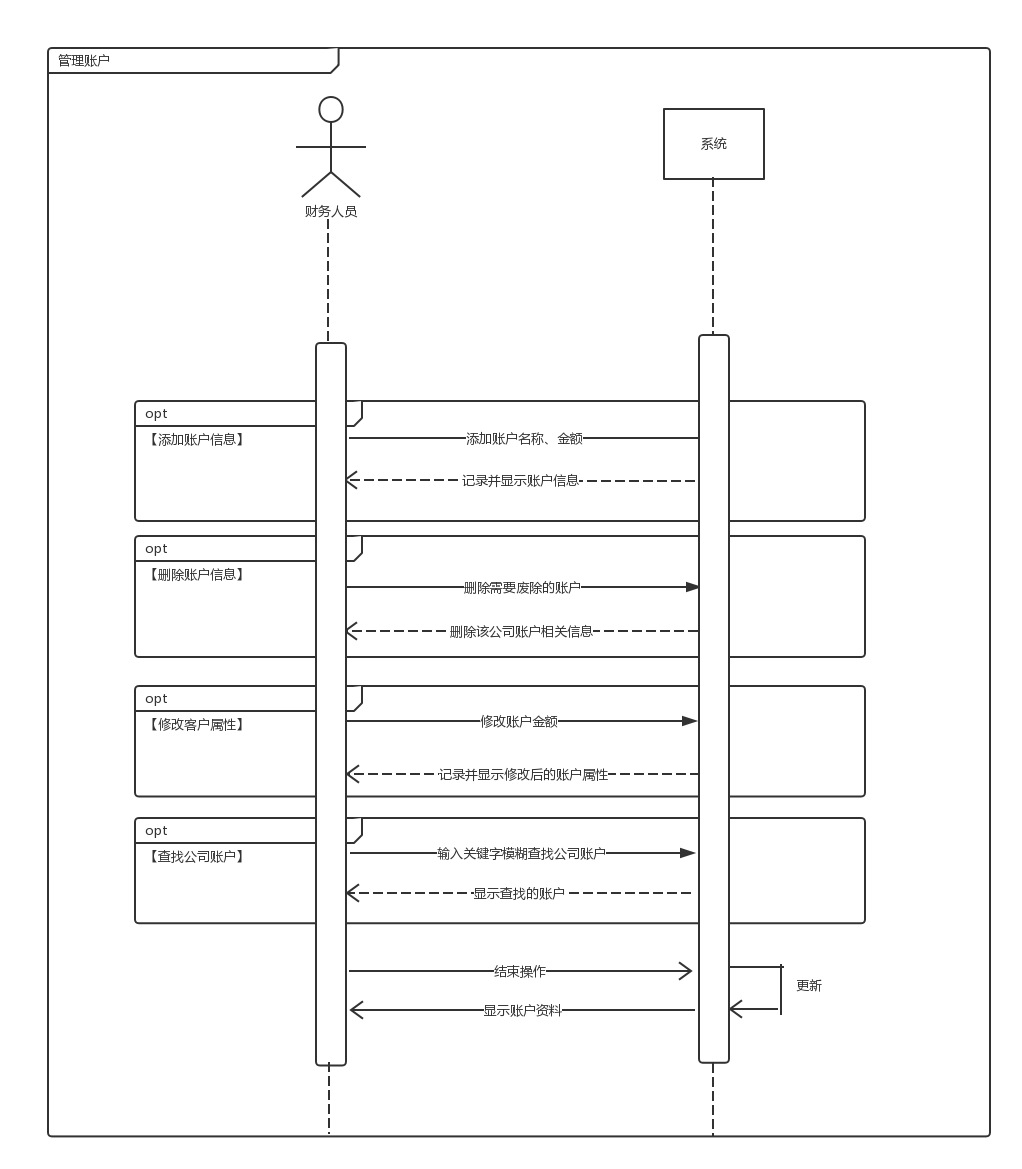 管理账户
系统
财务人员
opt
【添加账户信息】
添加账户名称、金额
记录并显示账户信息
opt
【删除账户信息】
删除需要废除的账户
删除该公司账户相关信息
opt
【修改客户属性】
修改账户金额
记录并显示修改后的账户属性
opt
【查找公司账户】
输入关键字模糊查找公司账户
显示查找的账户
结束操作
更新
显示账户资料